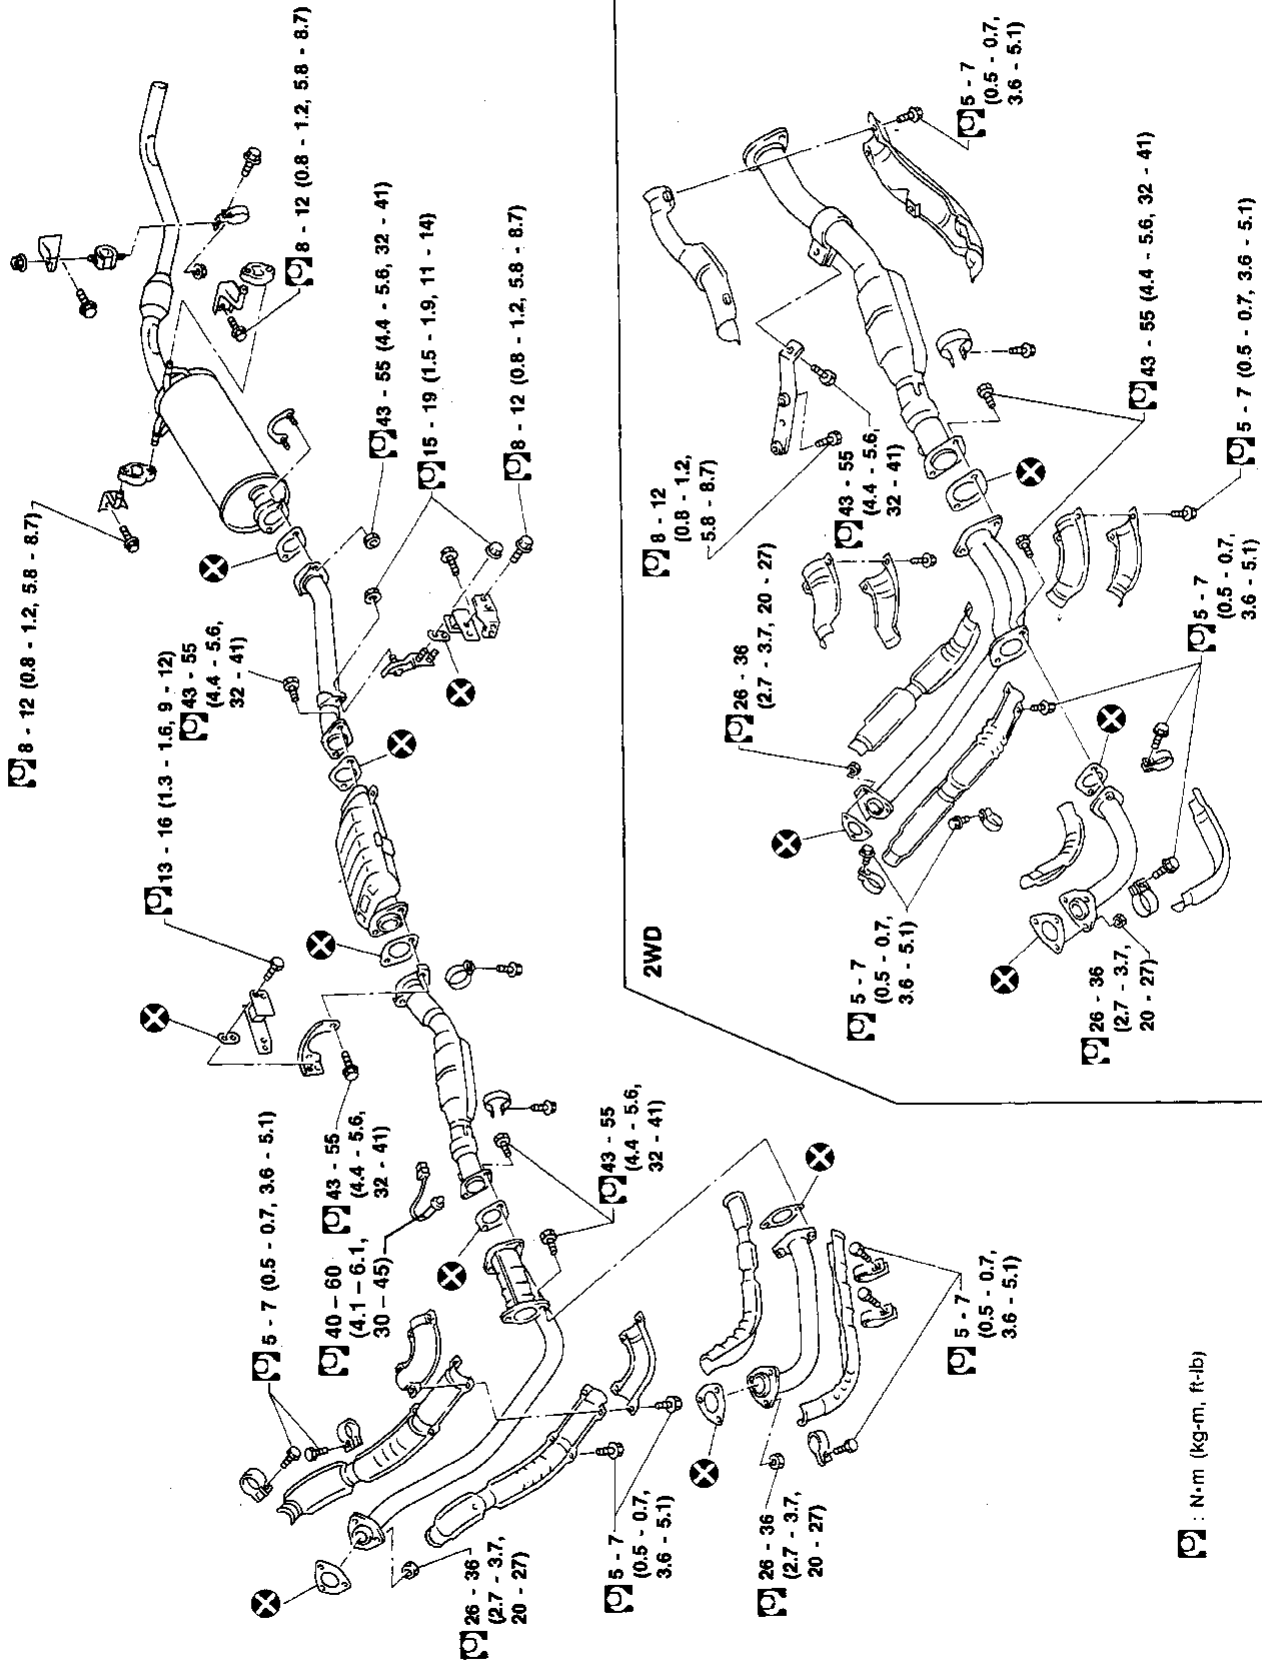 8 - 12 (0.8 - 1.2, 5.8 - 8.7)
8 - 12 (0.8 - 1.2, 5.8 - 8.7)
43 - 55 (4.4 - 5.6, 32 - 41)
15 - 19 (1.5 - 1.9, 11 - 14)
8 - 12 (0.8 - 1.2, 5.8 - 8.7)
13 - 16 (1.3 - 1.6, 9 - 12)
43 - 55
(4.4 - 5.6,
32 - 41)
5 - 7 (0.5 - 0.7, 3.6 - 5.1)
40 - 60
(4.1 - 6.1,
30 - 45)
43 - 55
(4.4 - 5.6,
32 - 41)
43 - 55
(4.4 - 5.6,
32 - 41)
26 - 36
(2.7 - 3.7,
20 - 27)
5 - 7
(0.5 - 0.7,
3.6 - 5.1)
26 - 36
(2.7 - 3.7,
20 - 27)
5 - 7
(0.5 - 0.7,
3.6 - 5.1)
2WD
8 - 12
(0.8 - 1.2,
5.8 - 8.7)
5 - 7
(0.5 - 0.7,
3.6 - 5.1)
43 - 55
(4.4 - 5.6,
32 - 41)
26 - 36
(2.7 - 3.7, 20 - 27)
43 - 55 (4.4 - 5.6, 32 - 41)
5 - 7 (0.5 - 0.7, 3.6 - 5.1)
5 - 7
(0.5 - 0.7,
3.6 - 5.1)
5 - 7
(0.5 - 0.7,
3.6 - 5.1)
26 - 36
(2.7 - 3.7,
20 - 27)
: N•m (kg-m, ft-lb)